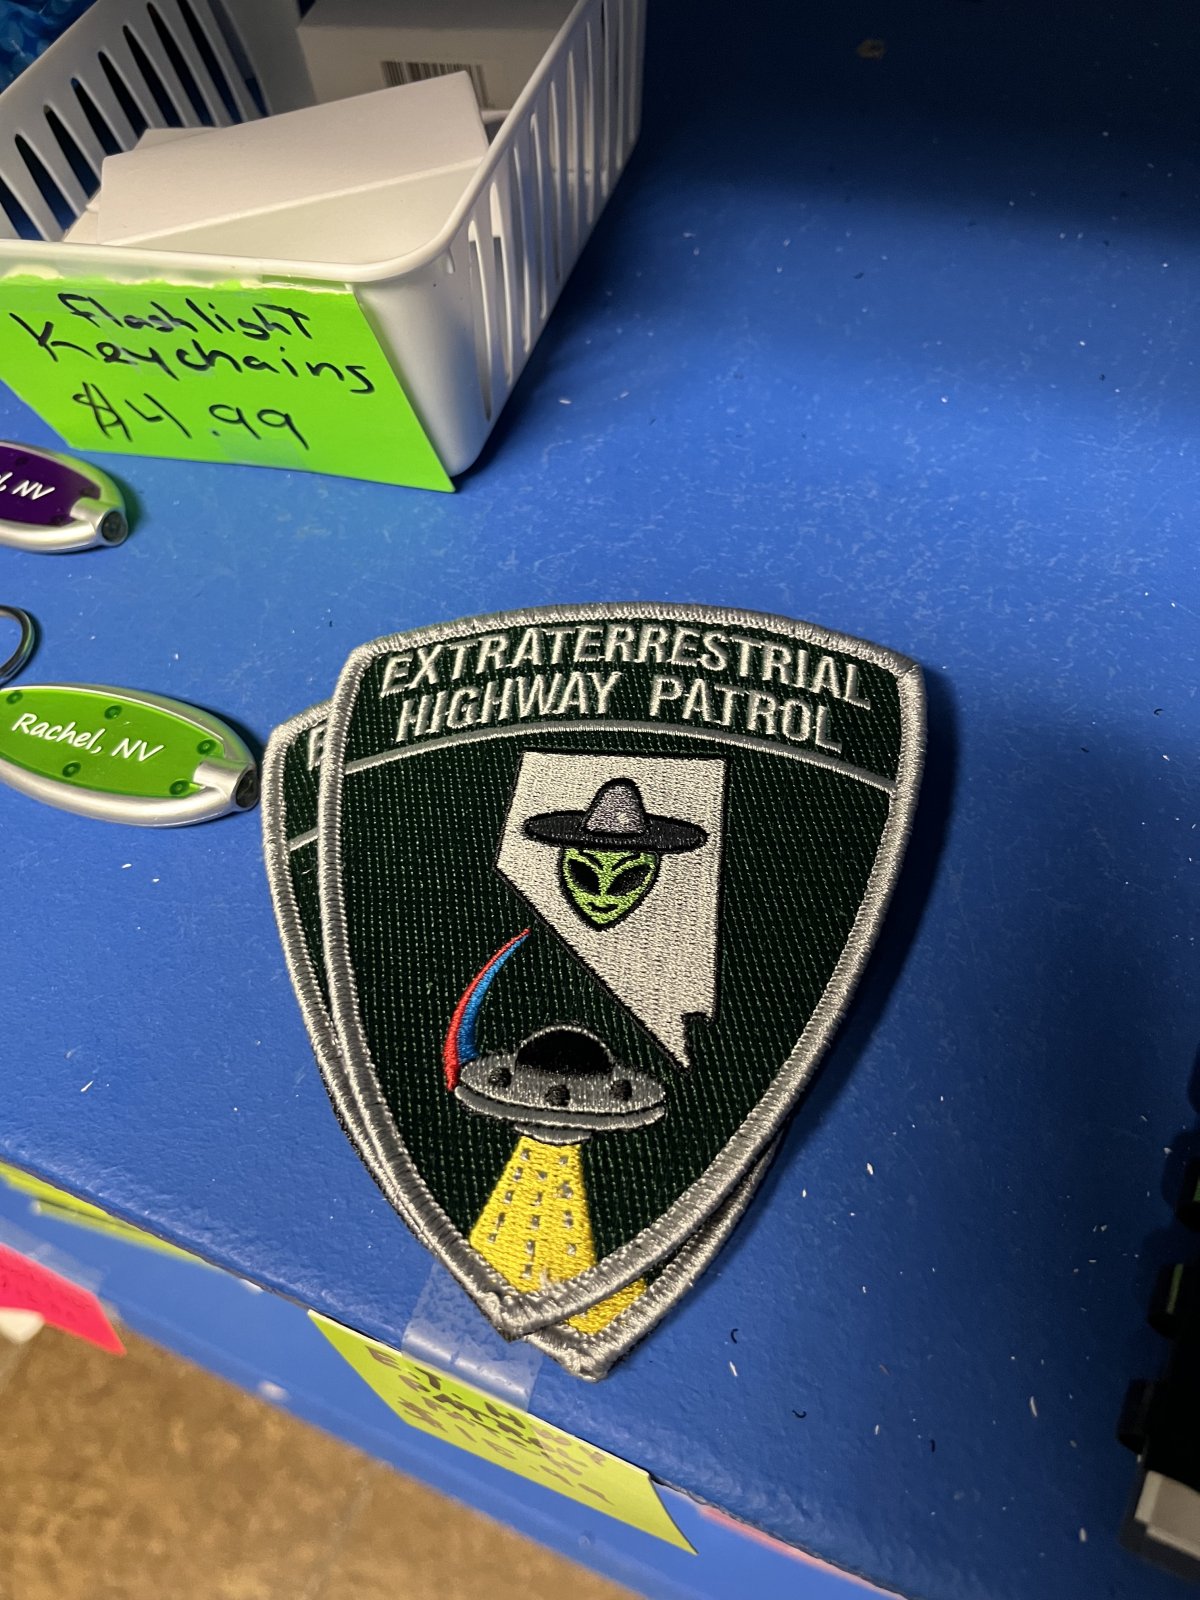 flashlight
Keychains
$4.99
l, NV
Rachel, NV
EXTRATERRESTRIAL
HIGHWAY PATROL
E